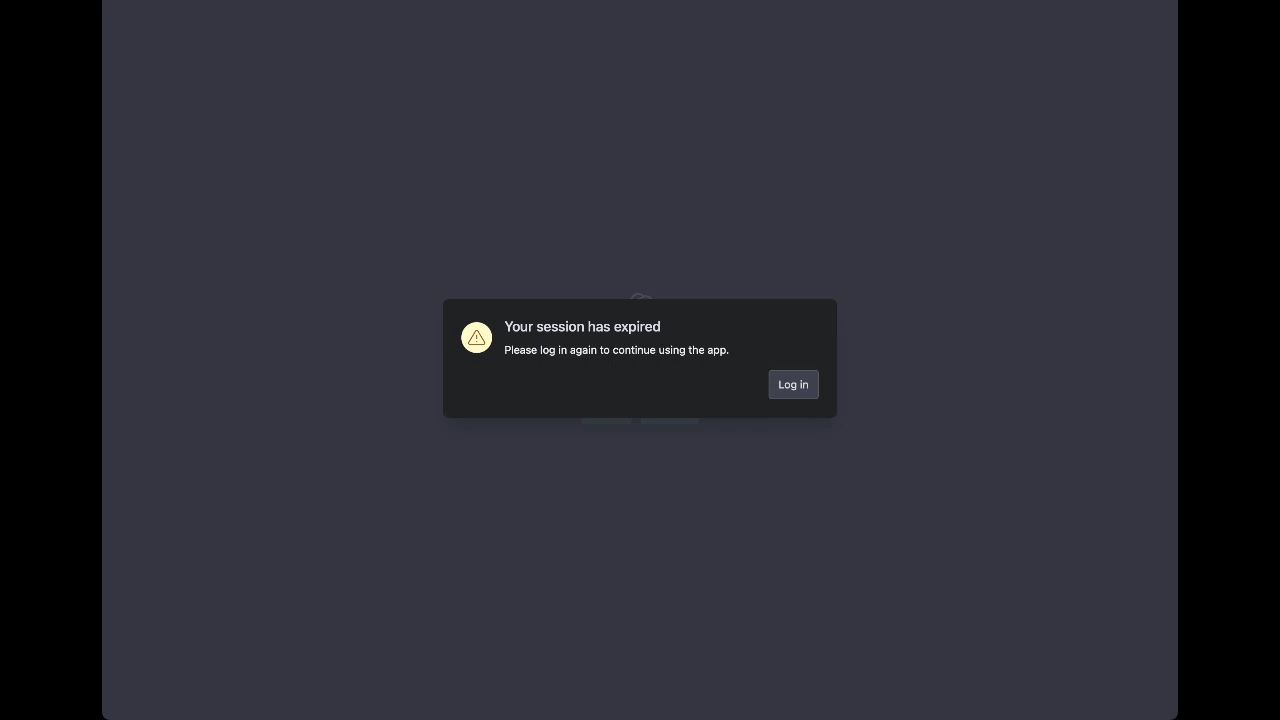 Your session has expired
Please log in again to continue using the app.
Log in